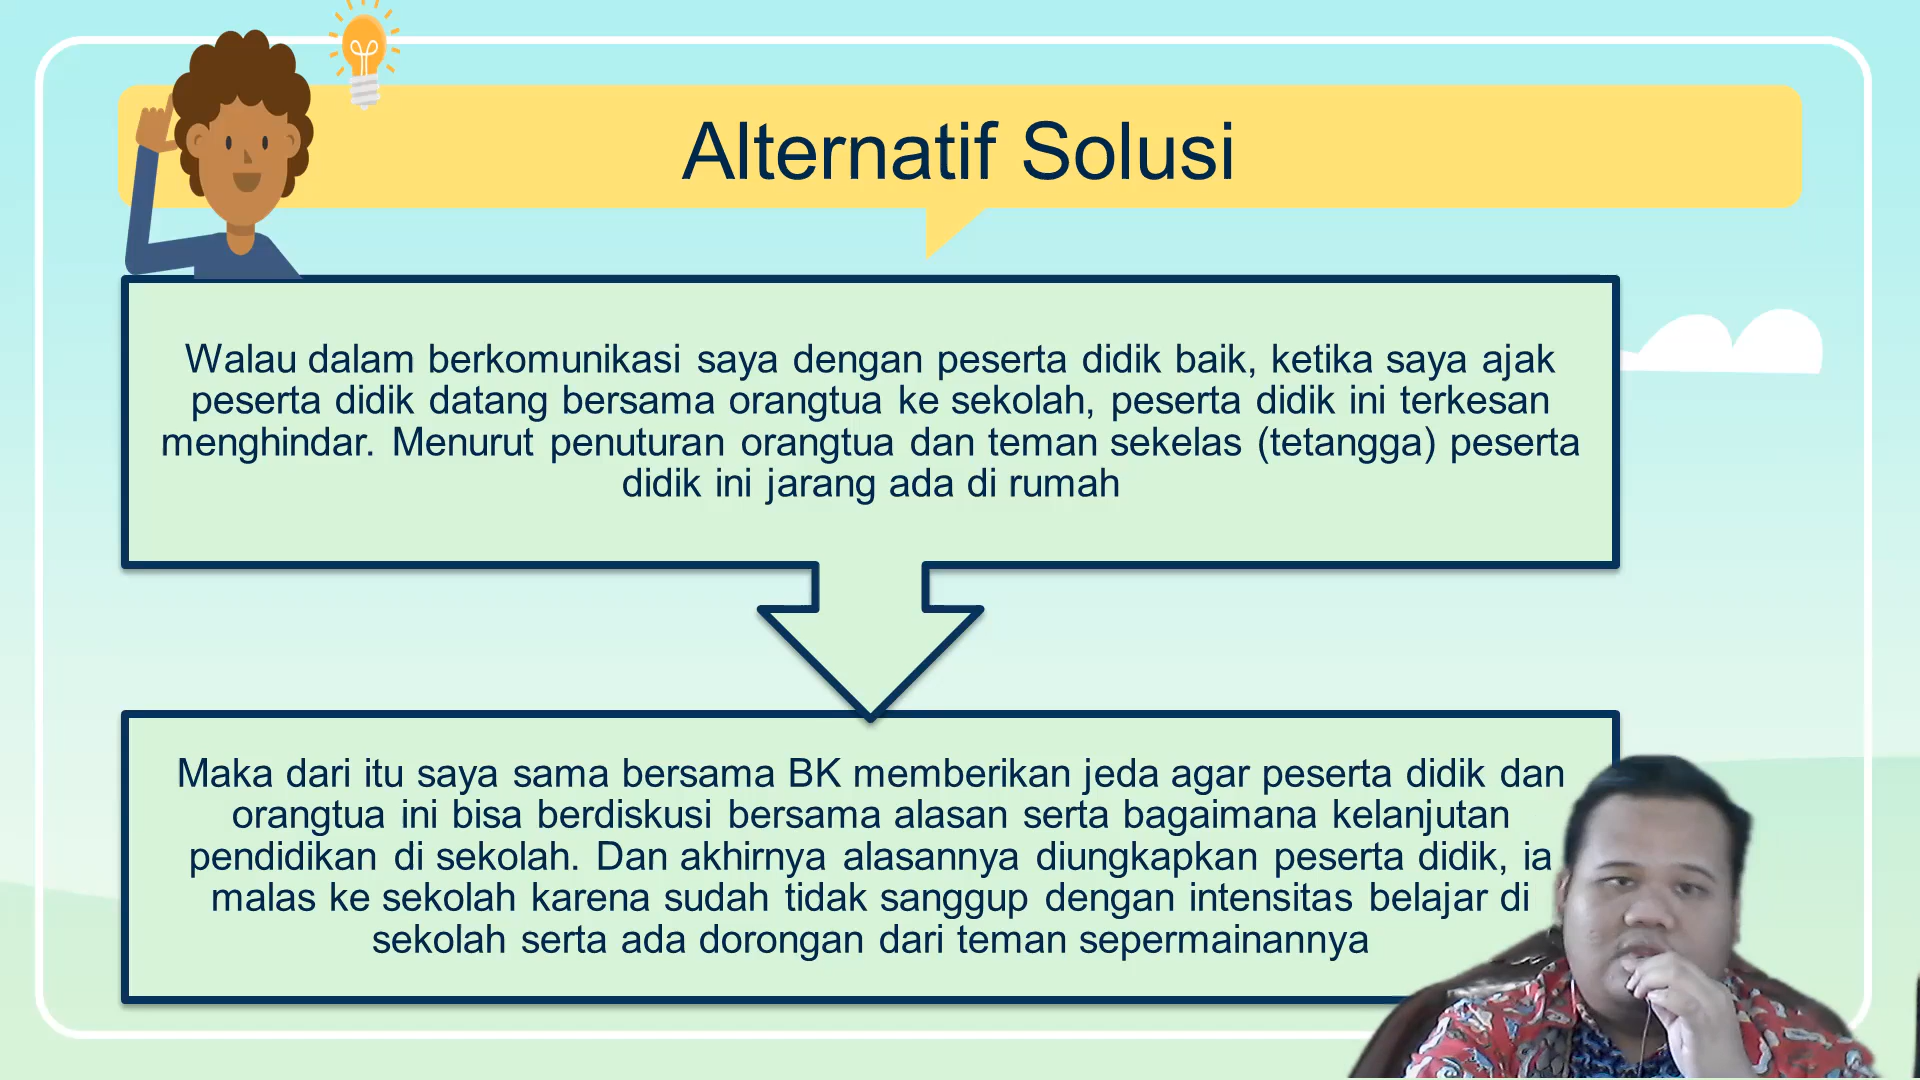 Alternatif Solusi
Walau dalam berkomunikasi saya dengan peserta didik baik, ketika saya ajak
peserta didik datang bersama orangtua ke sekolah, peserta didik ini terkesan
menghindar. Menurut penuturan orangtua dan teman sekelas (tetangga) peserta
didik ini jarang ada di rumah
Maka dari itu saya sama bersama BK memberikan jeda agar peserta didik dan
orangtua ini bisa berdiskusi bersama alasan serta bagaimana kelanjutan
pendidikan di sekolah. Dan akhirnya alasannya diungkapkan peserta didik, ia
malas ke sekolah karena sudah tidak sanggup dengan intensitas belajar di
sekolah serta ada dorongan dari teman sepermainannya